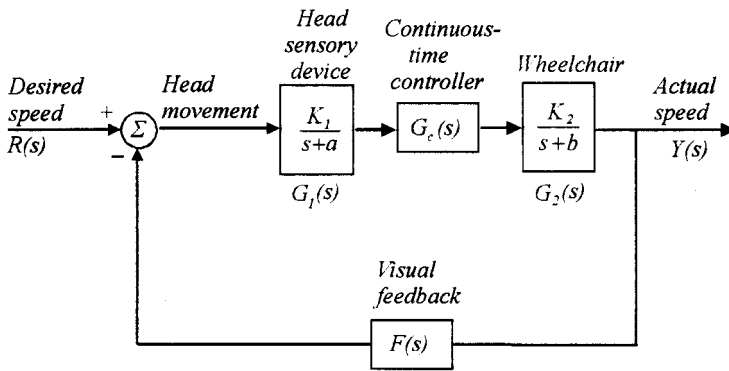 Desired
speed
R(s)
+
−
Σ
Head
movement
Head
sensory
device
K₁
s+a
G₁(s)
Continuous-
time
controller
G_c(s)
Wheelchair
K₂
s+b
G₂(s)
Actual
speed
Y(s)
Visual
feedback
F(s)